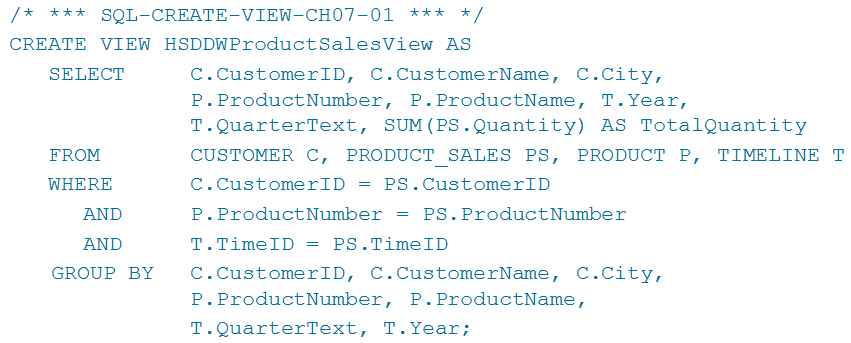 /* *** SQL-CREATE-VIEW-CH07-01 *** */
CREATE VIEW HSDDWProductSalesView AS
SELECT C.CustomerID, C.CustomerName, C.City,
P.ProductNumber, P.ProductName, T.Year,
T.QuarterText, SUM(PS.Quantity) AS TotalQuantity
FROM CUSTOMER C, PRODUCT_SALES PS, PRODUCT P, TIMELINE T
WHERE C.CustomerID = PS.CustomerID
AND P.ProductNumber = PS.ProductNumber
AND T.TimeID = PS.TimeID
GROUP BY C.CustomerID, C.CustomerName, C.City,
P.ProductNumber, P.ProductName,
T.QuarterText, T.Year;